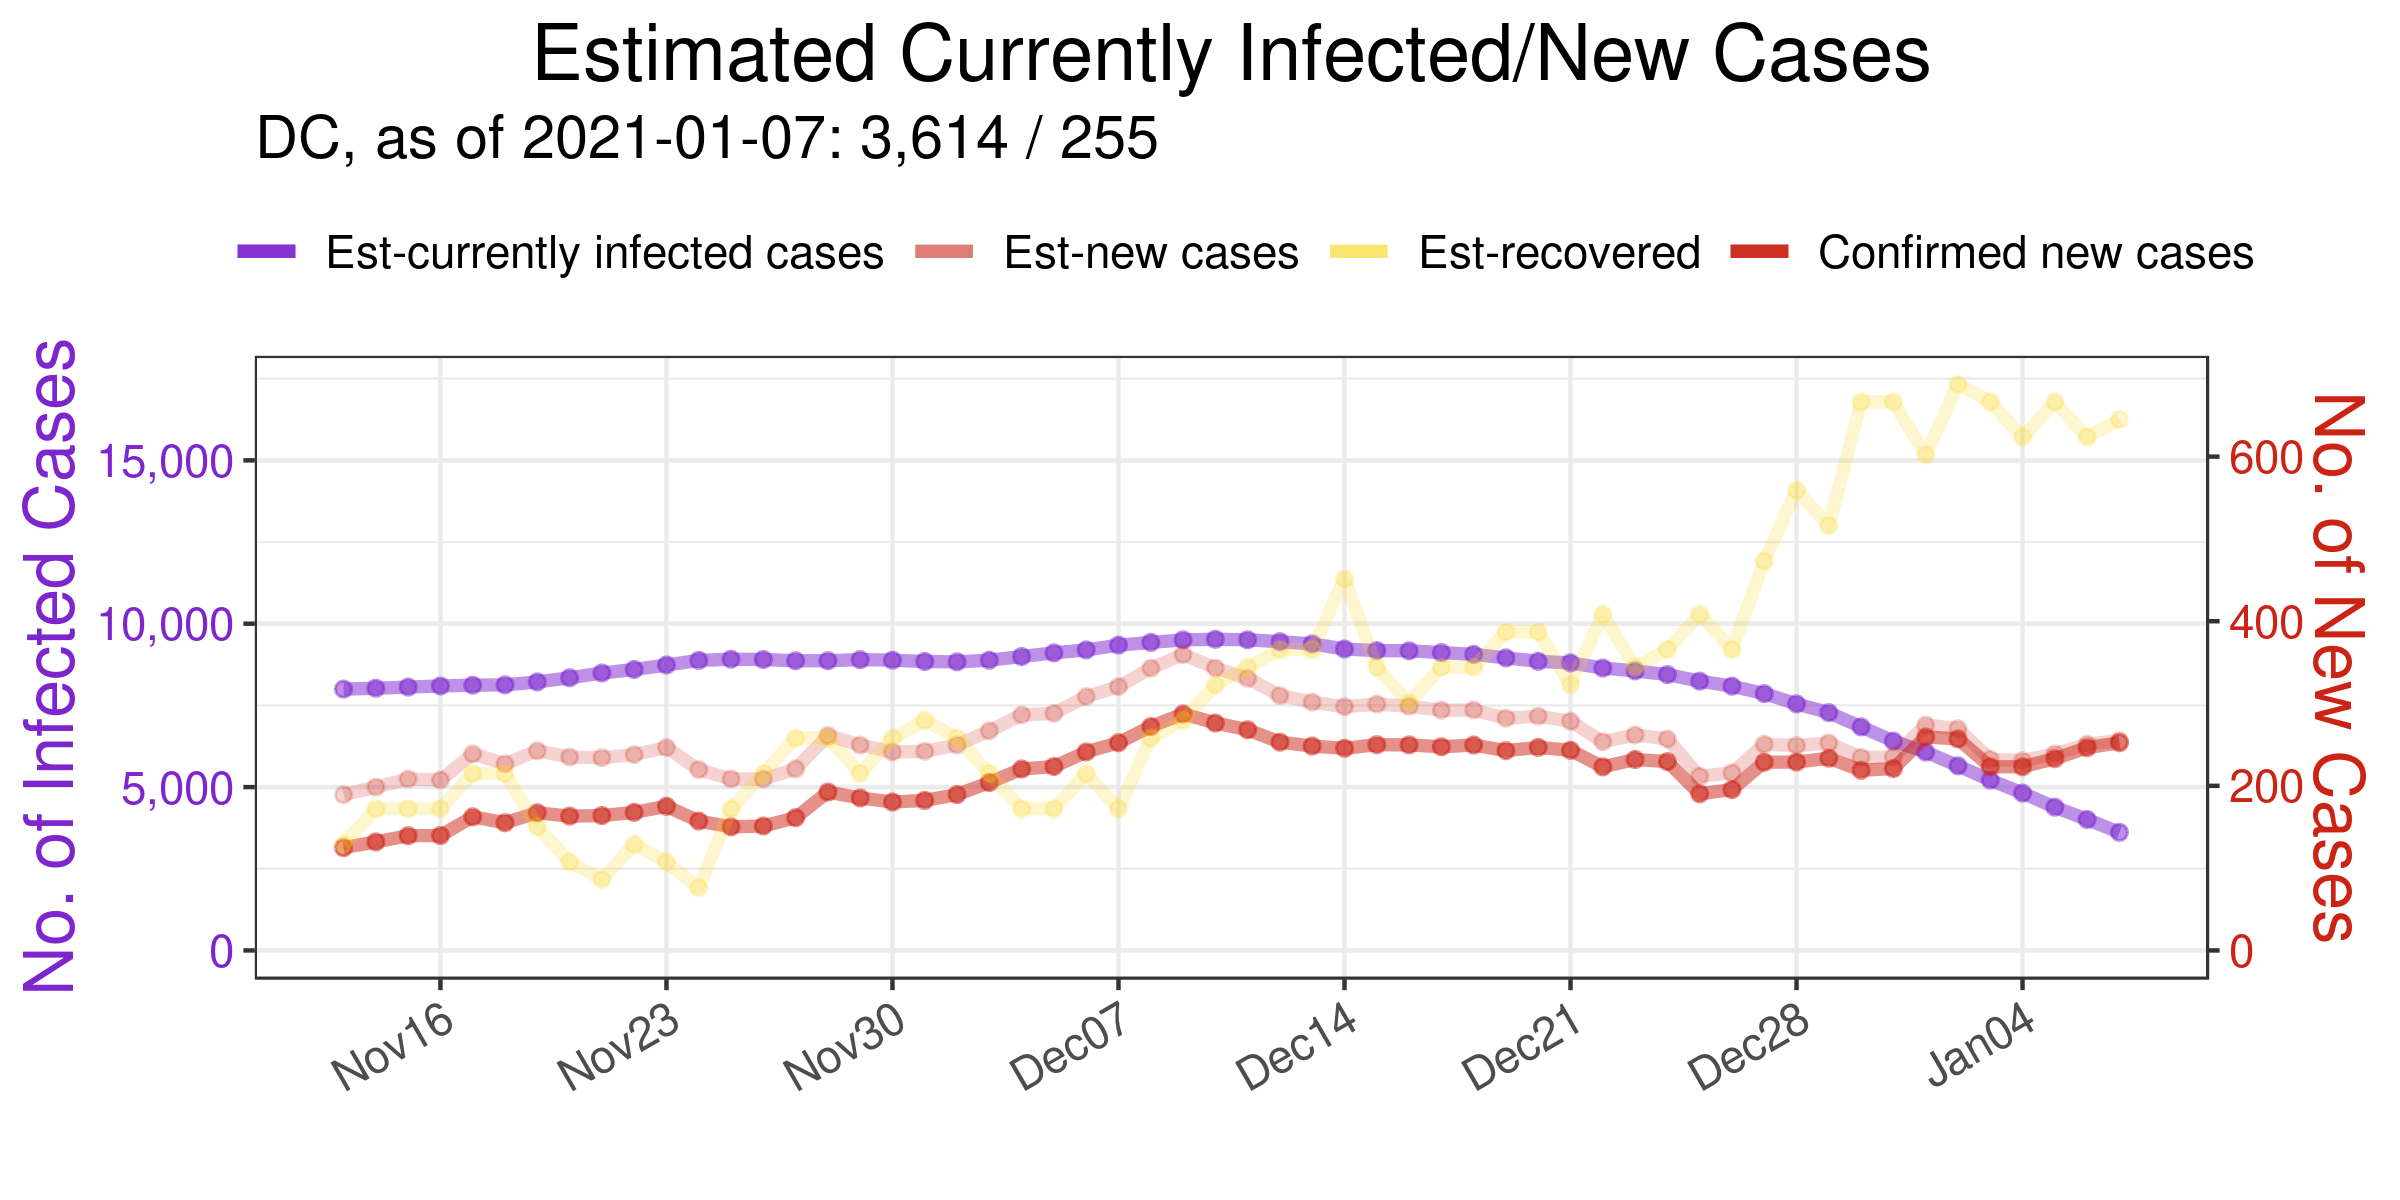 Estimated Currently Infected/New Cases
DC, as of 2021-01-07: 3,614 / 255
Est-currently infected cases Est-new cases Est-recovered Confirmed new cases
No. of Infected Cases
15,000
10,000
5,000
0
600
400
200
0
No. of New Cases
Nov16 Nov23 Nov30 Dec07 Dec14 Dec21 Dec28 Jan04